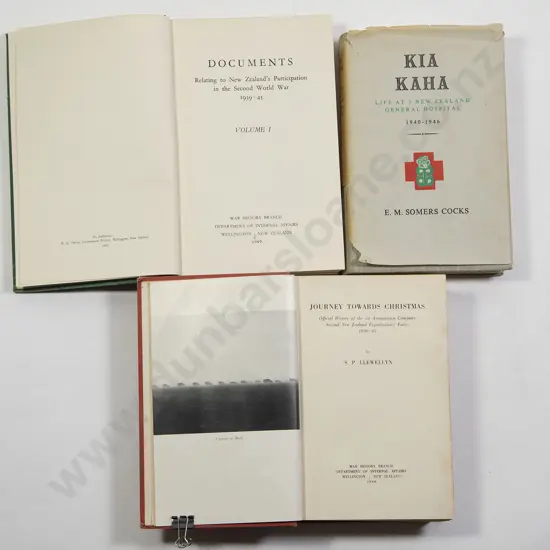 DOCUMENTS
Relating to New Zealand's Participation
in the Second World War
1939-45
VOLUME I
WAR HISTORY BRANCH
DEPARTMENT OF INTERNAL AFFAIRS
WELLINGTON, NEW ZEALAND
KIA
KAHA
LIFE AT 3 NEW ZEALAND
GENERAL HOSPITAL
1940-1946
E. M. SOMERS COCKS
JOURNEY TOWARDS CHRISTMAS
Official History of the 1st Ammunition Company
Second New Zealand Expeditionary Force
1939-45
by
S. P. LLEWELLYN
WAR HISTORY BRANCH
DEPARTMENT OF INTERNAL AFFAIRS
WELLINGTON, NEW ZEALAND
1949